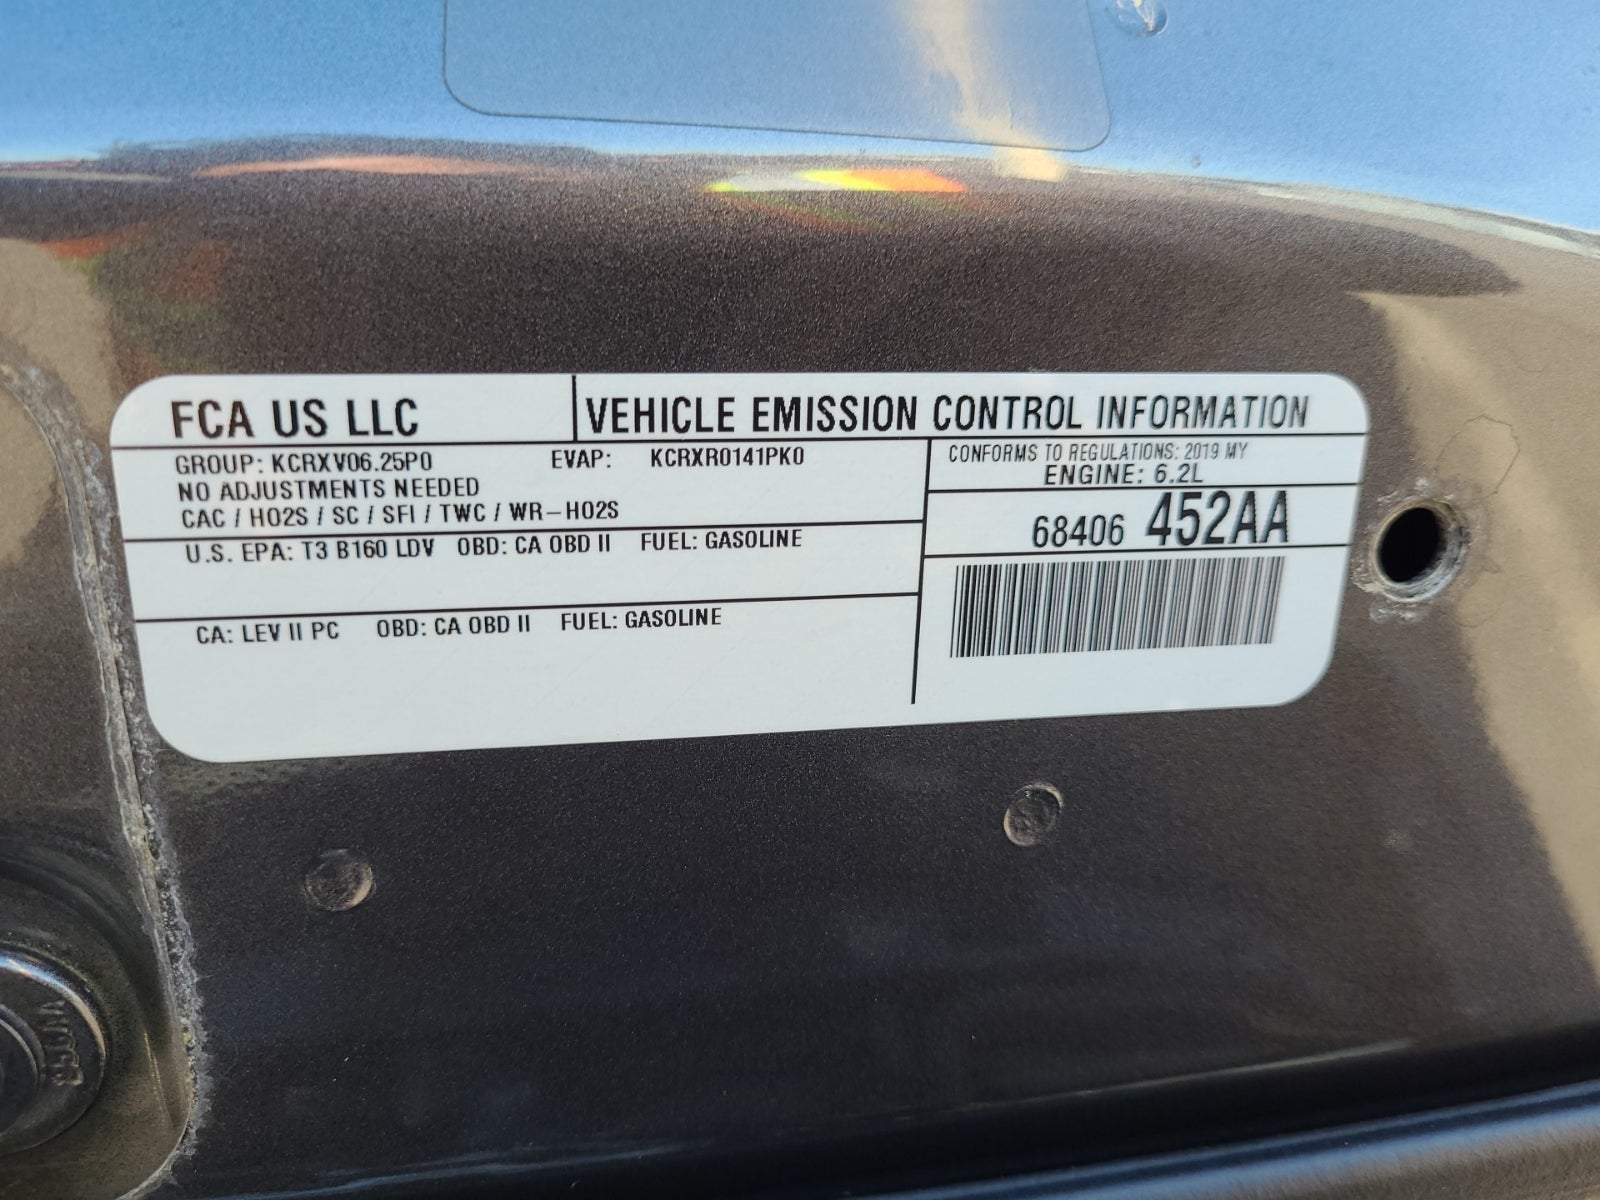 FCA US LLC
VEHICLE EMISSION CONTROL INFORMATION
GROUP: KCRXV06.25P0 EVAP: KCRXR0141PK0
NO ADJUSTMENTS NEEDED
CAC / HO2S / SC / SFI / TWC / WR-HO2S
U.S. EPA: T3 B160 LDV OBD: CA OBD II FUEL: GASOLINE
CA: LEV II PC OBD: CA OBD II FUEL: GASOLINE
CONFORMS TO REGULATIONS: 2019 MY
ENGINE: 6.2L
68406 452AA